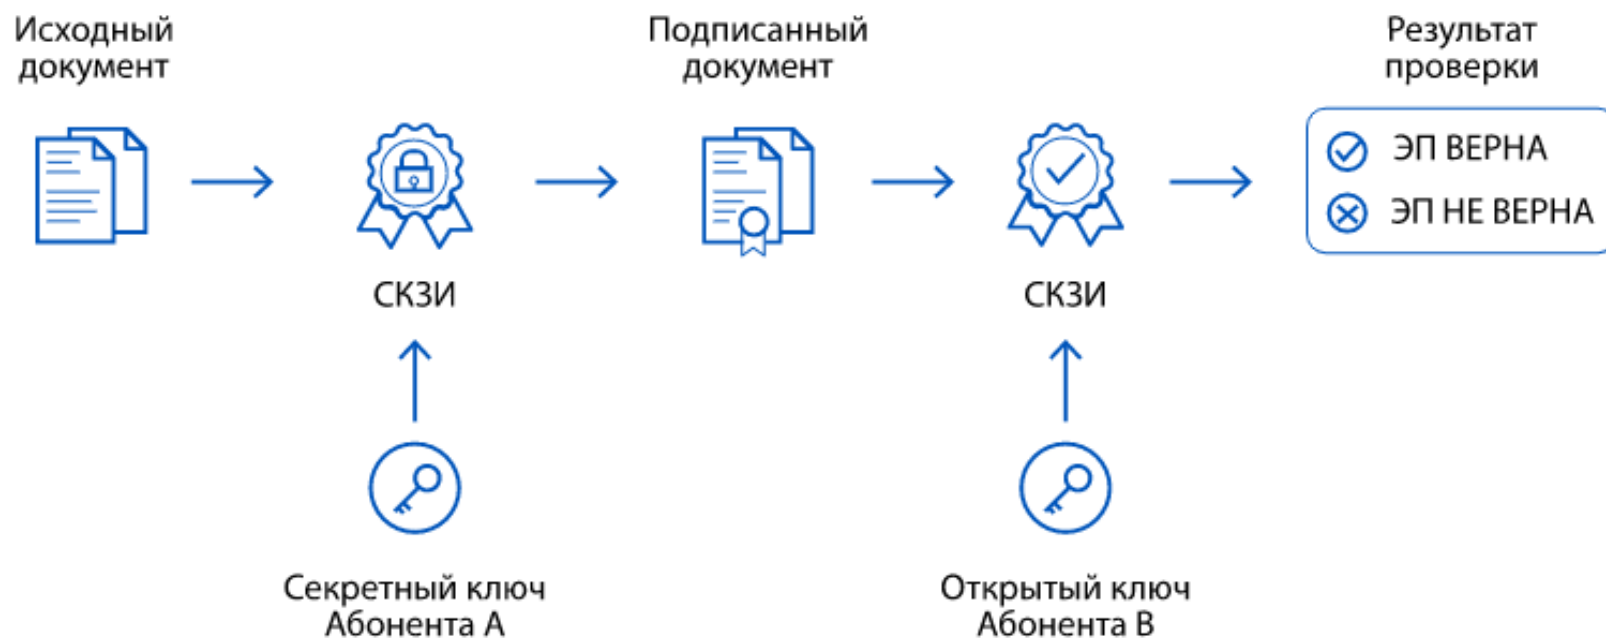 Исходный
документ
Подписанный
документ
Результат
проверки
ЭП ВЕРНА
ЭП НЕ ВЕРНА
СКЗИ
СКЗИ
Секретный ключ
Абонента А
Открытый ключ
Абонента В